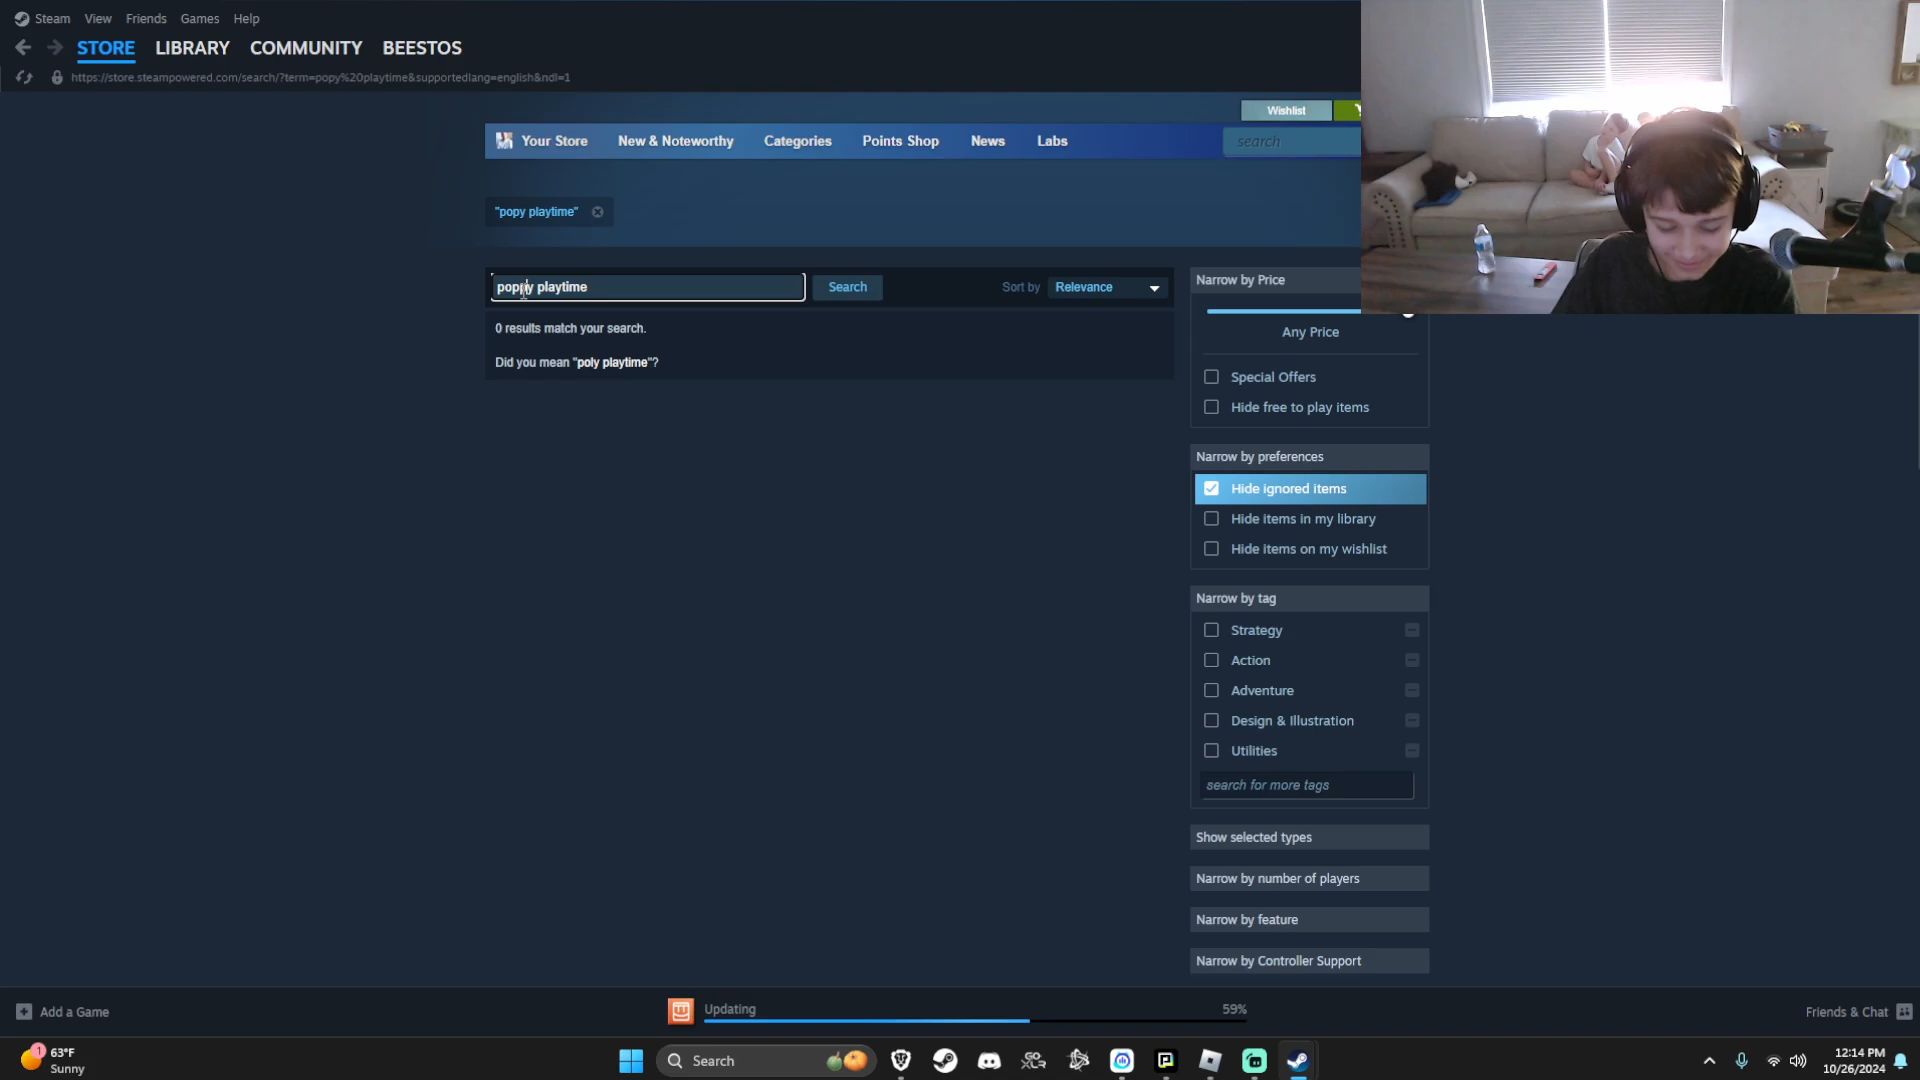 Steam View Friends Games Help
STORE LIBRARY COMMUNITY BEESTOS
https://store.steampowered.com/search/?term=popy%20playtime&supportedlang=english&ndl=1
Wishlist
Your Store New & Noteworthy Categories Points Shop News Labs search
"popy playtime"
poppy playtime Search Sort by Relevance
0 results match your search.
Did you mean "poly playtime"?
Narrow by Price
Any Price
Special Offers
Hide free to play items
Narrow by preferences
Hide ignored items
Hide items in my library
Hide items on my wishlist
Narrow by tag
Strategy
Action
Adventure
Design & Illustration
Utilities
search for more tags
Show selected types
Narrow by number of players
Narrow by feature
Narrow by Controller Support
Add a Game Updating 59% Friends & Chat
1 63°F
Sunny
Search
GO
XLR
12:14 PM
10/26/2024